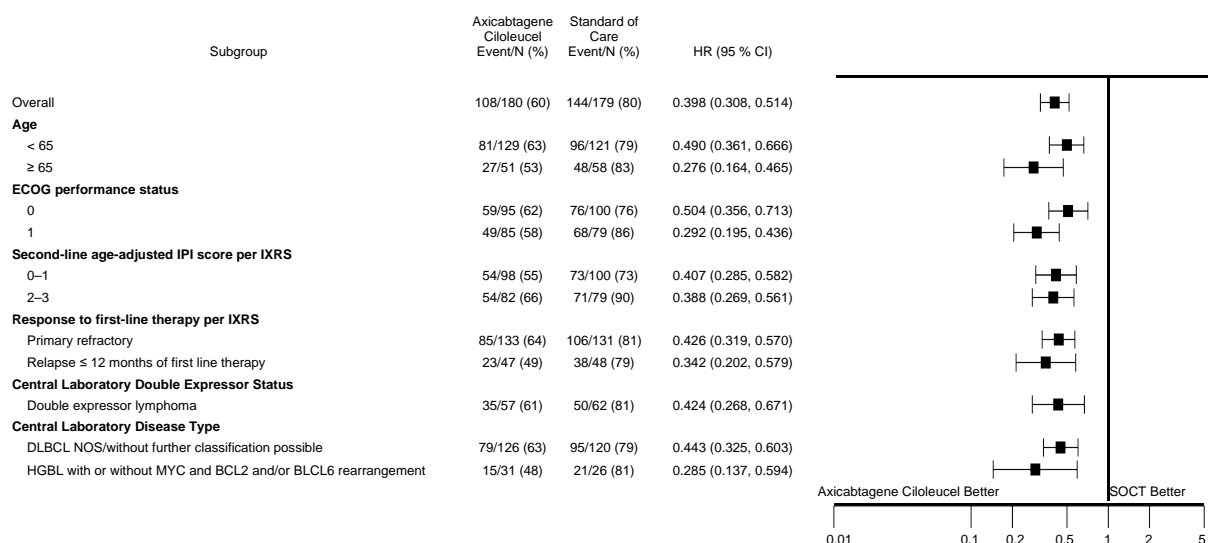 Subgroup
Axicabtagene
Ciloleucel
Event/N (%)
Standard of
Care
Event/N (%)
HR (95 % CI)
Overall 108/180 (60) 144/179 (80) 0.398 (0.308, 0.514)
Age
< 65 81/129 (63) 96/121 (79) 0.490 (0.361, 0.666)
≥ 65 27/51 (53) 48/58 (83) 0.276 (0.164, 0.465)
ECOG performance status
0 59/95 (62) 76/100 (76) 0.504 (0.356, 0.713)
1 49/85 (58) 68/79 (86) 0.292 (0.195, 0.436)
Second-line age-adjusted IPI score per IXRS
0–1 54/98 (55) 73/100 (73) 0.407 (0.285, 0.582)
2–3 54/82 (66) 71/79 (90) 0.388 (0.269, 0.561)
Response to first-line therapy per IXRS
Primary refractory 85/133 (64) 106/131 (81) 0.426 (0.319, 0.570)
Relapse ≤ 12 months of first line therapy 23/47 (49) 38/48 (79) 0.342 (0.202, 0.579)
Central Laboratory Double Expressor Status
Double expressor lymphoma 35/57 (61) 50/62 (81) 0.424 (0.268, 0.671)
Central Laboratory Disease Type
DLBCL NOS/without further classification possible 79/126 (63) 95/120 (79) 0.443 (0.325, 0.603)
HGBL with or without MYC and BCL2 and/or BLCL6 rearrangement 15/31 (48) 21/26 (81) 0.285 (0.137, 0.594)
Axicabtagene Ciloleucel Better SOCT Better
0.01 0.1 0.2 0.5 1 2 5